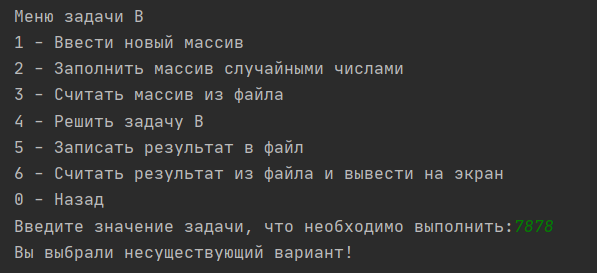 Меню задачи B
1 - Ввести новый массив
2 - Заполнить массив случайными числами
3 - Считать массив из файла
4 - Решить задачу B
5 - Записать результат в файл
6 - Считать результат из файла и вывести на экран
0 - Назад
Введите значение задачи, что необходимо выполнить:7878
Вы выбрали несуществующий вариант!